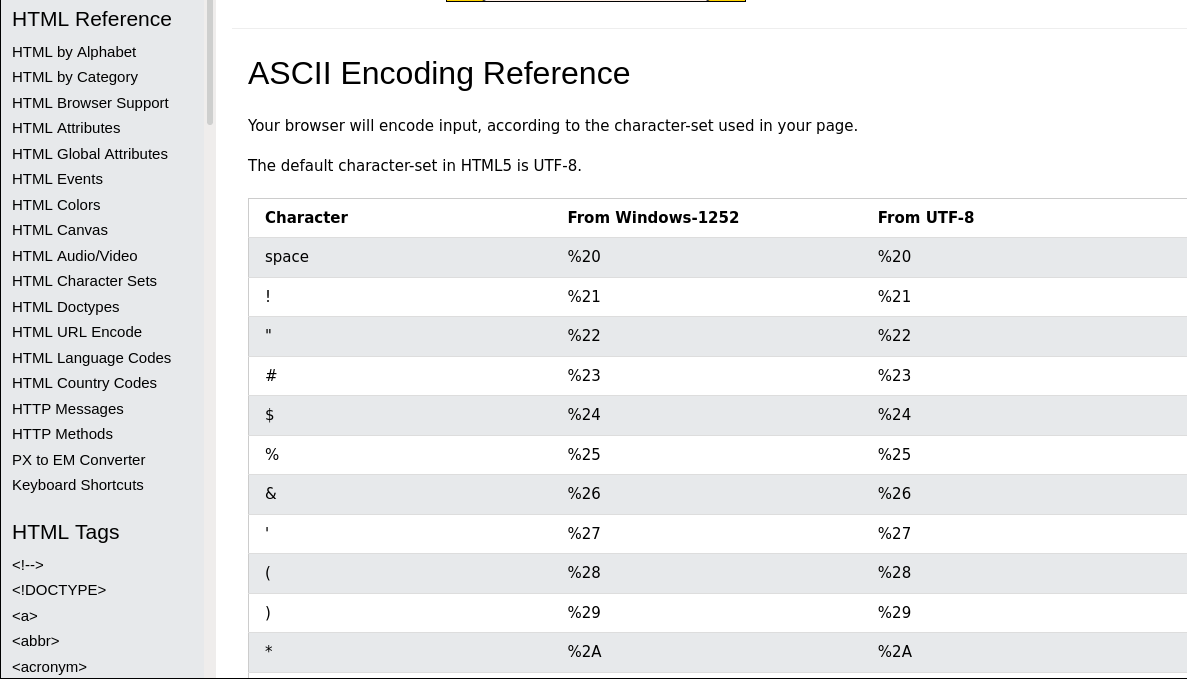 HTML Reference
HTML by Alphabet
HTML by Category
HTML Browser Support
HTML Attributes
HTML Global Attributes
HTML Events
HTML Colors
HTML Canvas
HTML Audio/Video
HTML Character Sets
HTML Doctypes
HTML URL Encode
HTML Language Codes
HTML Country Codes
HTTP Messages
HTTP Methods
PX to EM Converter
Keyboard Shortcuts
HTML Tags
<!-->
<!DOCTYPE>
<a>
<abbr>
<acronym>
ASCII Encoding Reference
Your browser will encode input, according to the character-set used in your page.
The default character-set in HTML5 is UTF-8.
Character From Windows-1252 From UTF-8
space %20 %20
! %21 %21
" %22 %22
# %23 %23
$ %24 %24
% %25 %25
& %26 %26
' %27 %27
( %28 %28
) %29 %29
* %2A %2A